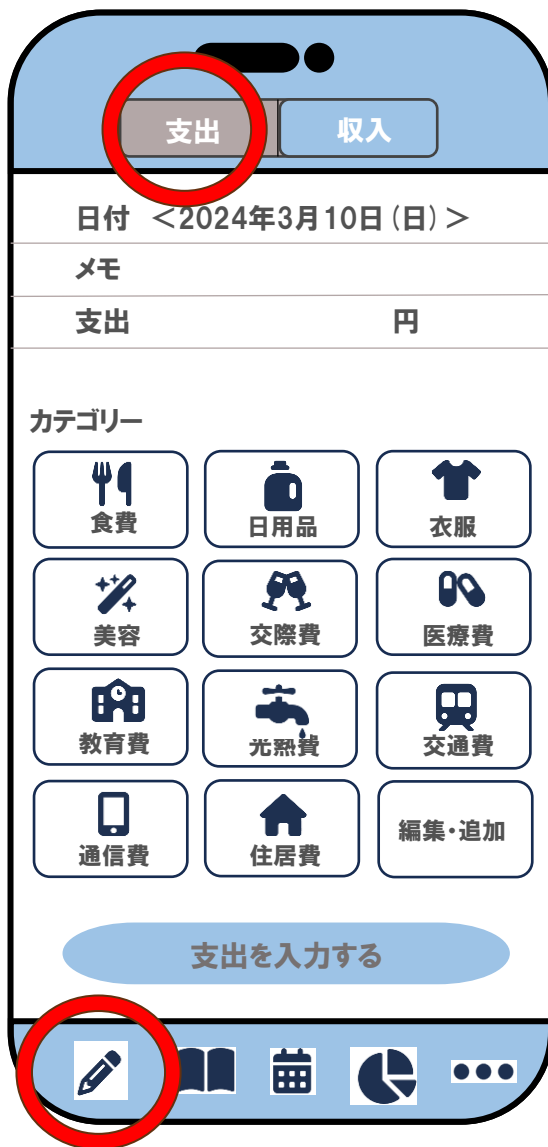 支出 収入
日付 <2024年3月10日(日)>
メモ
支出 円
カテゴリー
食費 日用品 衣服
美容 交際費 医療費
教育費 光熱費 交通費
通信費 住居費 編集・追加
支出を入力する